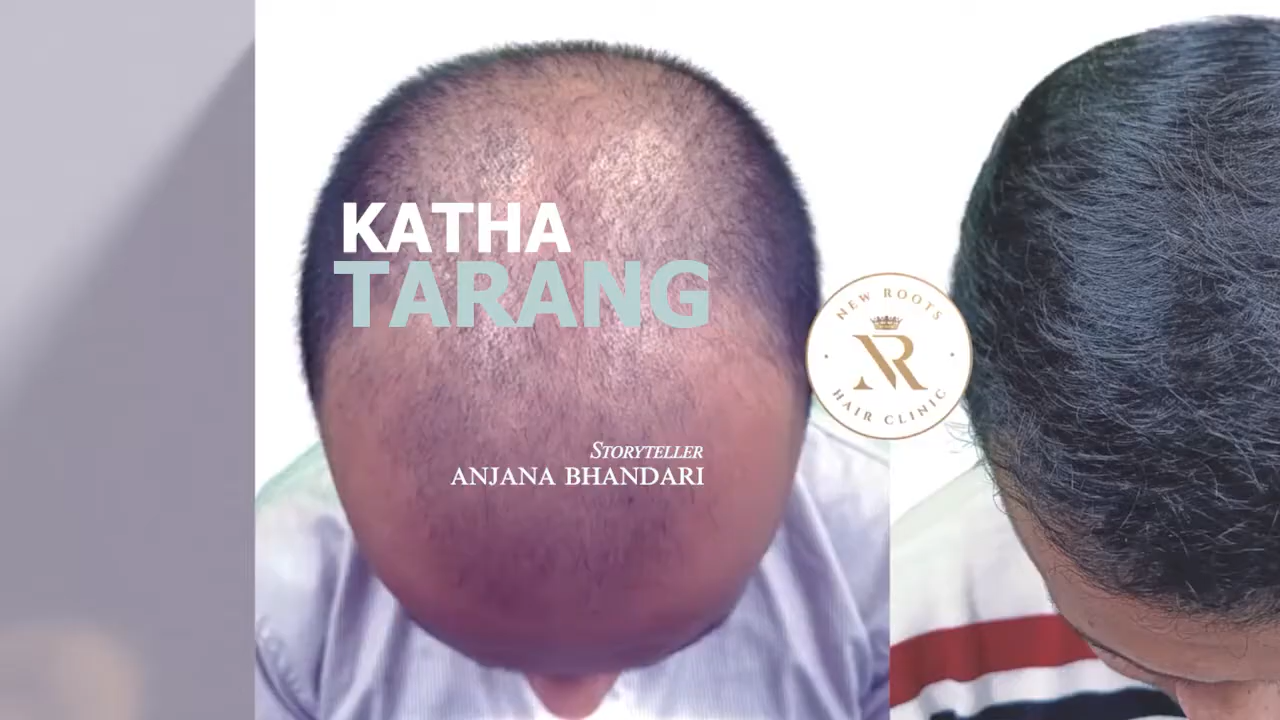 KATHA
TARANG
STORYTELLER
ANJANA BHANDARI
NEW ROOTS
NR
HAIR CLINIC